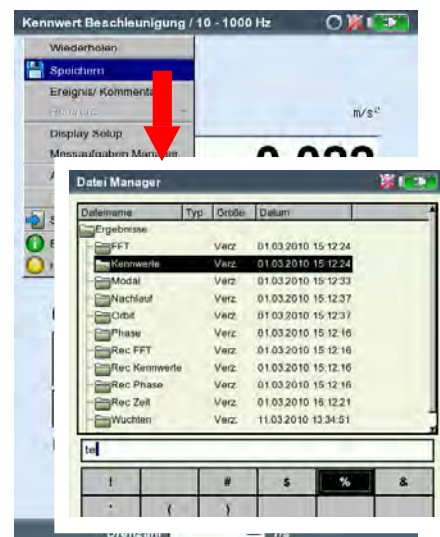 Kennwert Beschleunigung / 10 - 1000 Hz
Wiederholen
Speichern
Ereignis/ Kommenta
m/s²
Display Setup
Messaufgaben Manager
Datei Manager
Dateiname Typ Größe Datum
Ergebnisse
FFT Verz 01.03.2010 15:12:24
Kennwerte Verz 01.03.2010 15:12:24
Modal Verz 01.03.2010 15:12:33
Nachlauf Verz 01.03.2010 15:12:37
Orbit Verz 01.03.2010 15:12:37
Phase Verz 01.03.2010 15:12:16
Rec FFT Verz 01.03.2010 15:12:16
Rec Kennwerte Verz 01.03.2010 15:12:16
Rec Phase Verz 01.03.2010 15:12:16
Rec Zeit Verz 01.03.2010 16:12:21
Wuchten Verz 11.03.2010 13:34:51
te
! # $ % &
' ( )